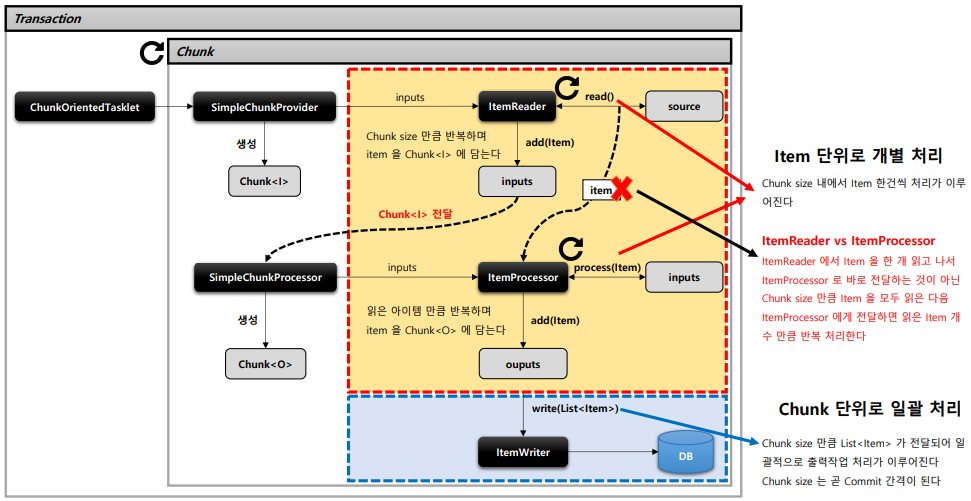 Transaction
Chunk
ChunkOrientedTasklet
SimpleChunkProvider
inputs
ItemReader
read()
source
생성
Chunk size 만큼 반복하며
item 을 Chunk<I> 에 담는다
add(Item)
Chunk<I>
inputs
item
Chunk<I> 전달
SimpleChunkProcessor
inputs
ItemProcessor
process(Item)
inputs
생성
읽은 아이템 만큼 반복하며
item 을 Chunk<O> 에 담는다
add(Item)
Chunk<O>
ouputs
write(List<Item>)
ItemWriter
DB
Item 단위로 개별 처리
Chunk size 내에서 Item 한건씩 처리가 이루
어진다
ItemReader vs ItemProcessor
ItemReader 에서 Item 을 한 개 읽고 나서
ItemProcessor 로 바로 전달하는 것이 아닌
Chunk size 만큼 Item 을 모두 읽은 다음
ItemProcessor 에게 전달하면 읽은 Item 개
수 만큼 반복 처리한다
Chunk 단위로 일괄 처리
Chunk size 만큼 List<Item> 가 전달되어 일
괄적으로 출력작업 처리가 이루어진다
Chunk size 는 곧 Commit 간격이 된다